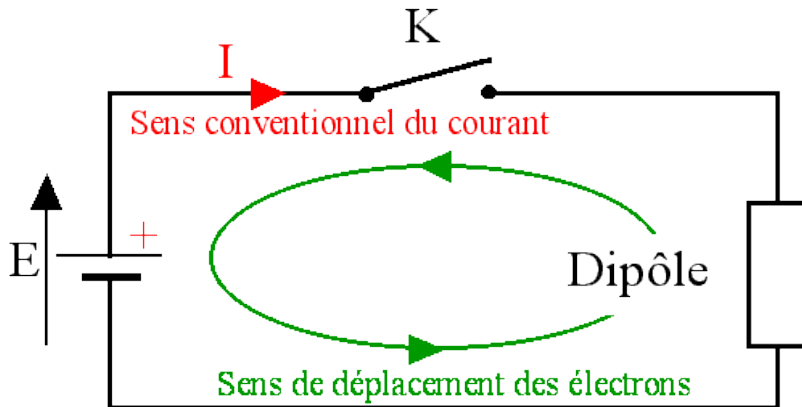 K
I
Sens conventionnel du courant
+
E
Dipôle
Sens de déplacement des électrons